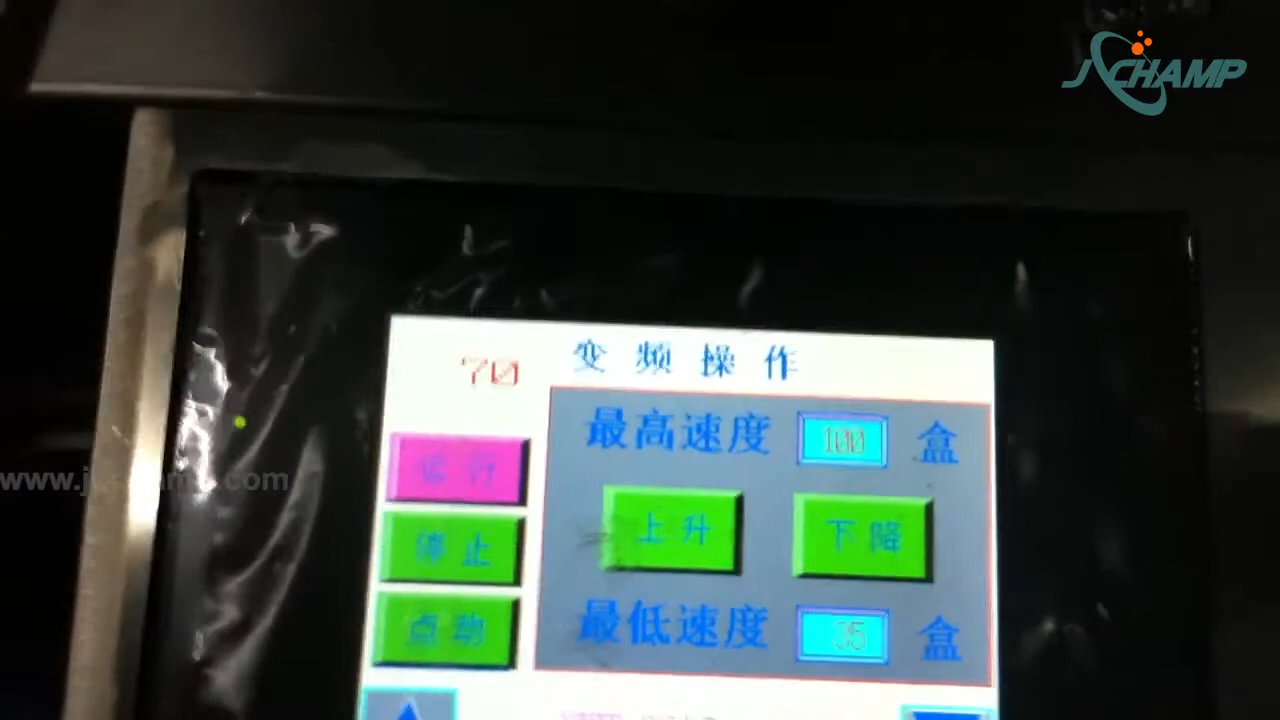 JCHAMP
70
变频操作
最高速度 100 盒
运行
上升 下降
停止
点动
最低速度 35 盒